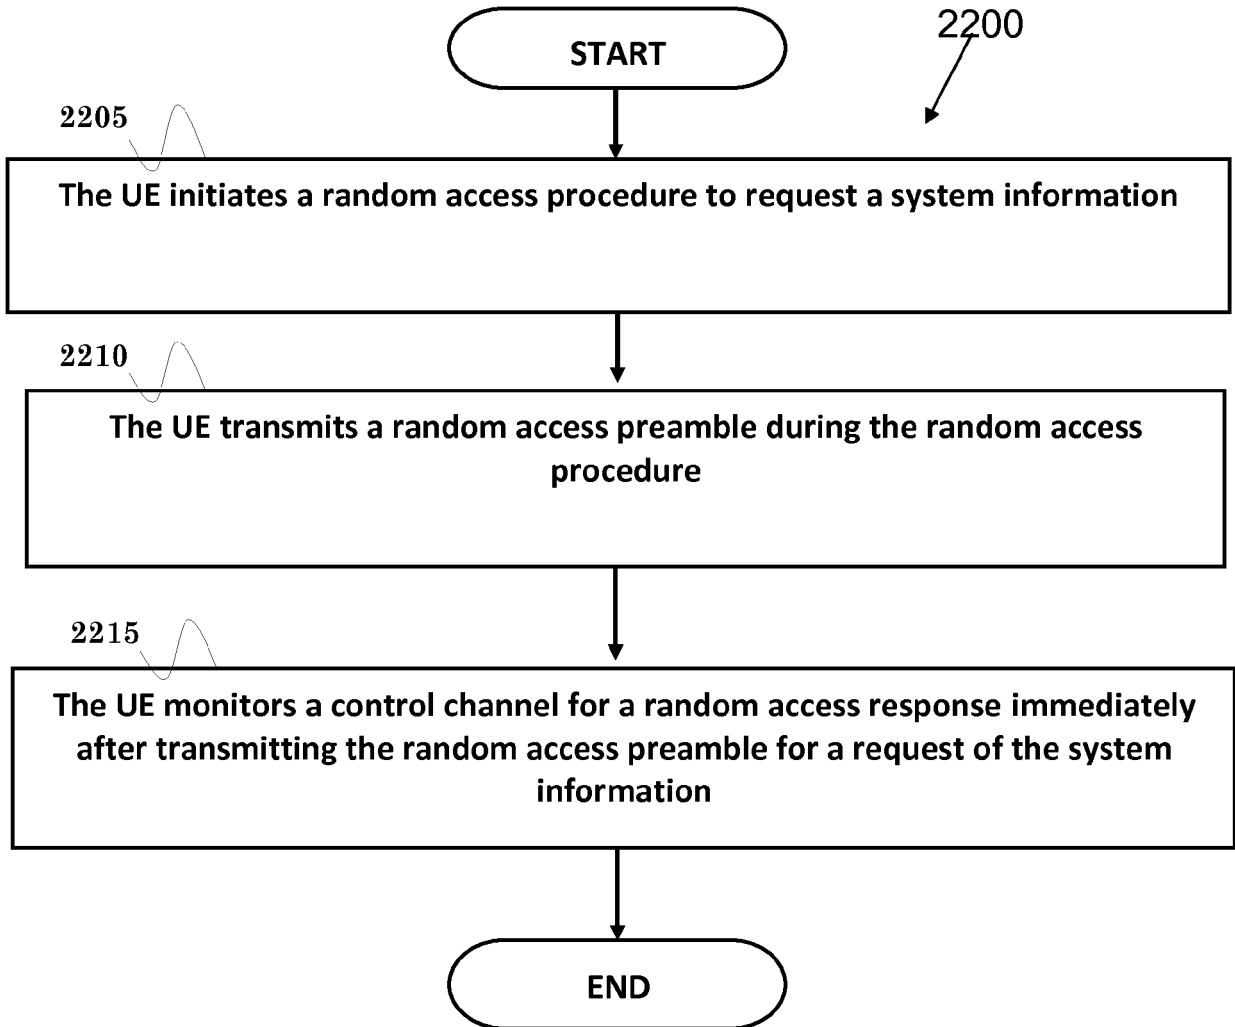 START
2200
2205
The UE initiates a random access procedure to request a system information
2210
The UE transmits a random access preamble during the random access
procedure
2215
The UE monitors a control channel for a random access response immediately
after transmitting the random access preamble for a request of the system
information
END